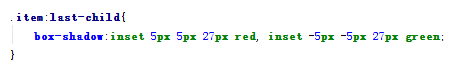 .item:last-child{
box-shadow:inset 5px 5px 27px red, inset -5px -5px 27px green;
}